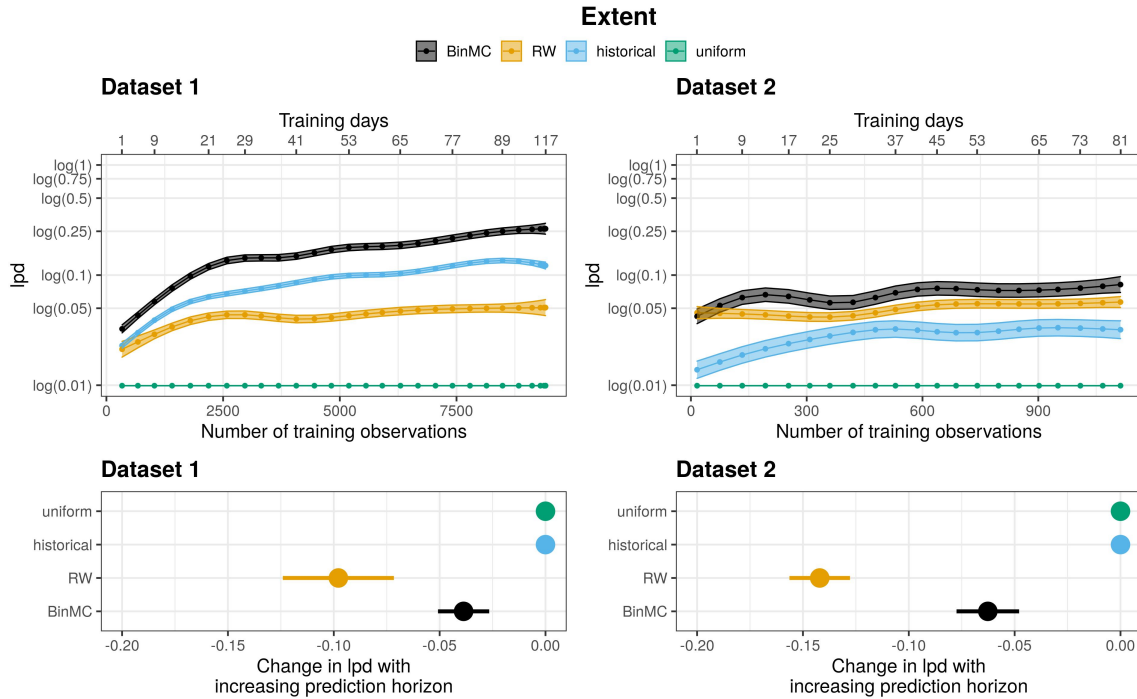 Extent
BinMC RW historical uniform
Dataset 1
Training days
1 9 21 29 41 53 65 77 89 117
log(1)
log(0.75)
log(0.5)
log(0.25)
log(0.1)
log(0.05)
log(0.01)
lpd
0 2500 5000 7500
Number of training observations
Dataset 2
Training days
1 9 17 25 37 45 53 65 73 81
log(1)
log(0.75)
log(0.5)
log(0.25)
log(0.1)
log(0.05)
log(0.01)
lpd
0 300 600 900
Number of training observations
Dataset 1
uniform
historical
RW
BinMC
-0.20 -0.15 -0.10 -0.05 0.00
Change in lpd with
increasing prediction horizon
Dataset 2
uniform
historical
RW
BinMC
-0.20 -0.15 -0.10 -0.05 0.00
Change in lpd with
increasing prediction horizon